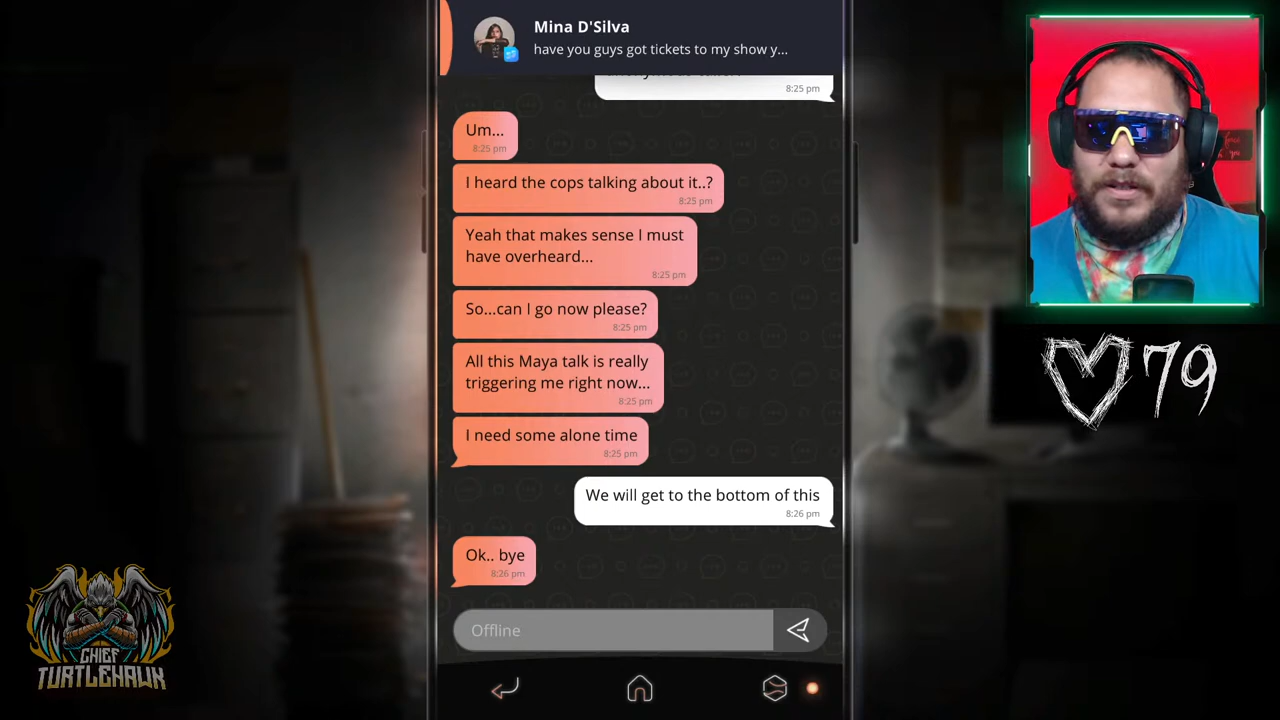 Mina D'Silva
have you guys got tickets to my show y...
8:25 pm
Um...
8:25 pm
I heard the cops talking about it..?
8:25 pm
Yeah that makes sense I must
have overheard...
8:25 pm
So...can I go now please?
8:25 pm
All this Maya talk is really
triggering me right now...
8:25 pm
I need some alone time
8:25 pm
We will get to the bottom of this
8:26 pm
Ok.. bye
8:26 pm
Offline
79
CHIEF
TURTLEHAWK